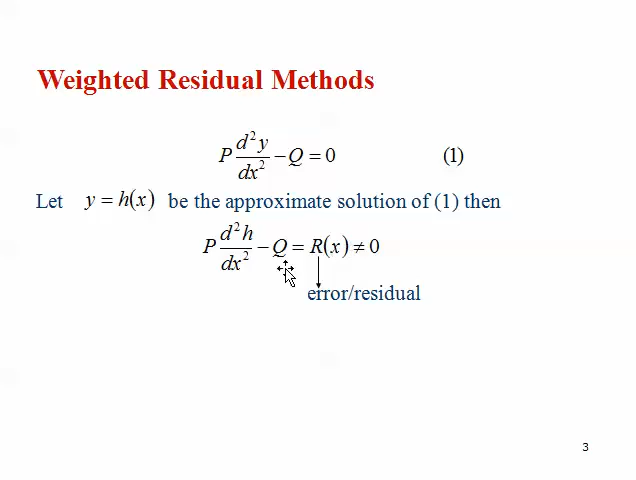 Weighted Residual Methods
P d²y/dx² − Q = 0 (1)
Let y = h(x) be the approximate solution of (1) then
P d²h/dx² − Q = R(x) ≠ 0
error/residual
3